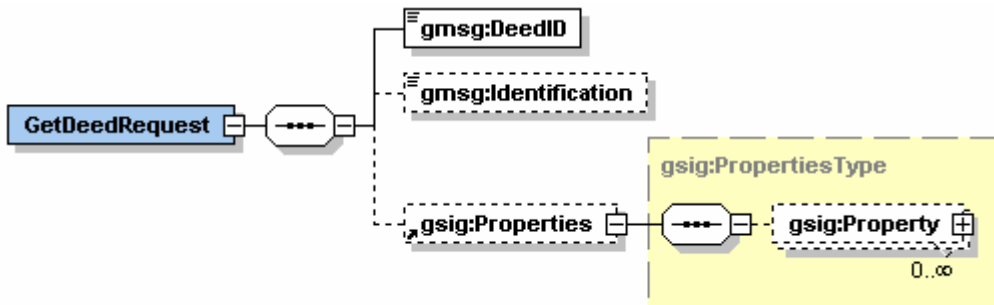 gmsg:DeedID
gmsg:Identification
GetDeedRequest
gsig:PropertiesType
gsig:Properties
gsig:Property
0..∞